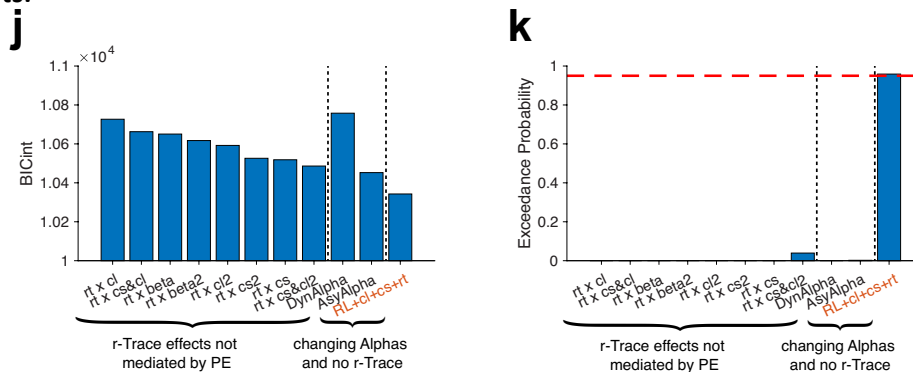 j
×10⁴
1.1
1.08
1.06
1.04
1.02
1
BICint
rt x cl
rt x cs&cl
rt x beta
rt x beta2
rt x cl2
rt x cs2
rt x cs
rt x cs&cl2
DynAlpha
AsyAlpha
RL+cl+cs+rt
r-Trace effects not
mediated by PE
changing Alphas
and no r-Trace
k
1
0.8
0.6
0.4
0.2
0
Exceedance Probability
rt x cl
rt x cs&cl
rt x beta
rt x beta2
rt x cl2
rt x cs2
rt x cs
rt x cs&cl2
DynAlpha
AsyAlpha
RL+cl+cs+rt
r-Trace effects not
mediated by PE
changing Alphas
and no r-Trace